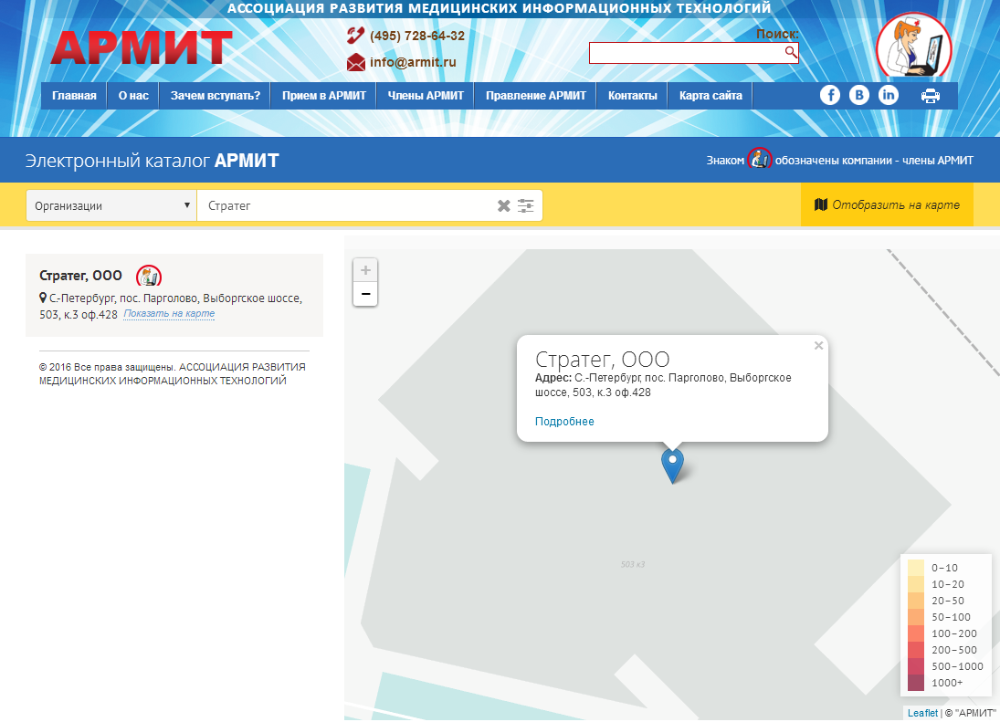 АССОЦИАЦИЯ РАЗВИТИЯ МЕДИЦИНСКИХ ИНФОРМАЦИОННЫХ ТЕХНОЛОГИЙ
АРМИТ
(495) 728-64-32
info@armit.ru
Поиск:
Главная
О нас
Зачем вступать?
Прием в АРМИТ
Члены АРМИТ
Правление АРМИТ
Контакты
Карта сайта
Электронный каталог АРМИТ
Знаком обозначены компании - члены АРМИТ
Организации
Стратег
Отобразить на карте
Стратег, ООО
С.-Петербург, пос. Парголово, Выборгское шоссе,
503, к.3 оф.428 Показать на карте
© 2016 Все права защищены. АССОЦИАЦИЯ РАЗВИТИЯ
МЕДИЦИНСКИХ ИНФОРМАЦИОННЫХ ТЕХНОЛОГИЙ
+
−
Стратег, ООО
Адрес: С.-Петербург, пос. Парголово, Выборгское
шоссе, 503, к.3 оф.428
Подробнее
503 к3
0–10
10–20
20–50
50–100
100–200
200–500
500–1000
1000+
Leaflet | © "АРМИТ"